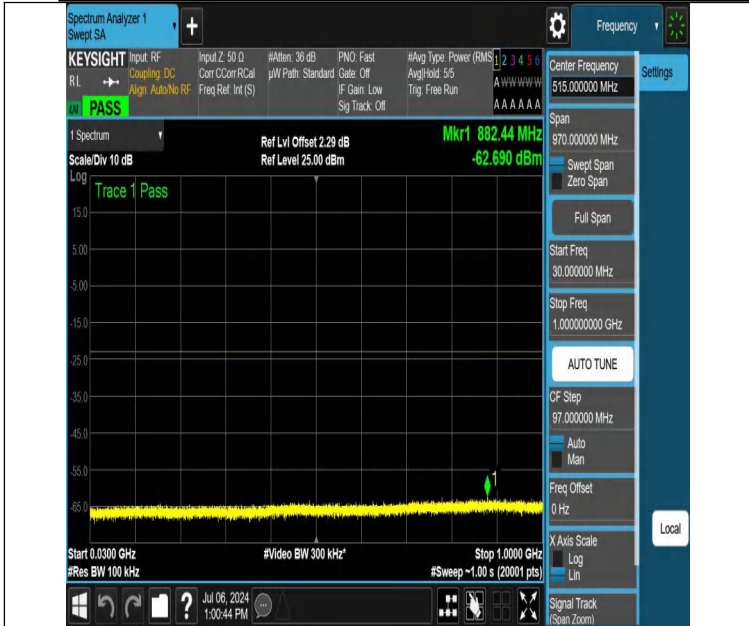 Spectrum Analyzer 1
Swept SA
Frequency
KEYSIGHT
RL
LXI
PASS
Input: RF
Coupling: DC
Align: Auto/No RF
Input Z: 50 Ω
Corr CCorr RCal
Freq Ref: Int (S)
#Atten: 36 dB
µW Path: Standard
PNO: Fast
Gate: Off
IF Gain: Low
Sig Track: Off
#Avg Type: Power (RMS
Avg|Hold: 5/5
Trig: Free Run
1 2 3 4 5 6
A W W W W W
A A A A A A
1 Spectrum
Scale/Div 10 dB
Ref Lvl Offset 2.29 dB
Ref Level 25.00 dBm
Mkr1 882.44 MHz
-62.690 dBm
Log
Trace 1 Pass
15.0
5.00
-5.00
-15.0
-25.0
-35.0
-45.0
-55.0
-65.0
1
Start 0.0300 GHz
#Video BW 300 kHz*
Stop 1.0000 GHz
#Res BW 100 kHz
#Sweep ~1.00 s (20001 pts)
Center Frequency
515.000000 MHz
Settings
Span
970.000000 MHz
Swept Span
Zero Span
Full Span
Start Freq
30.000000 MHz
Stop Freq
1.000000000 GHz
AUTO TUNE
CF Step
97.000000 MHz
Auto
Man
Freq Offset
0 Hz
X Axis Scale
Log
Lin
Local
Signal Track
(Span Zoom)
?
Jul 06, 2024
1:00:44 PM